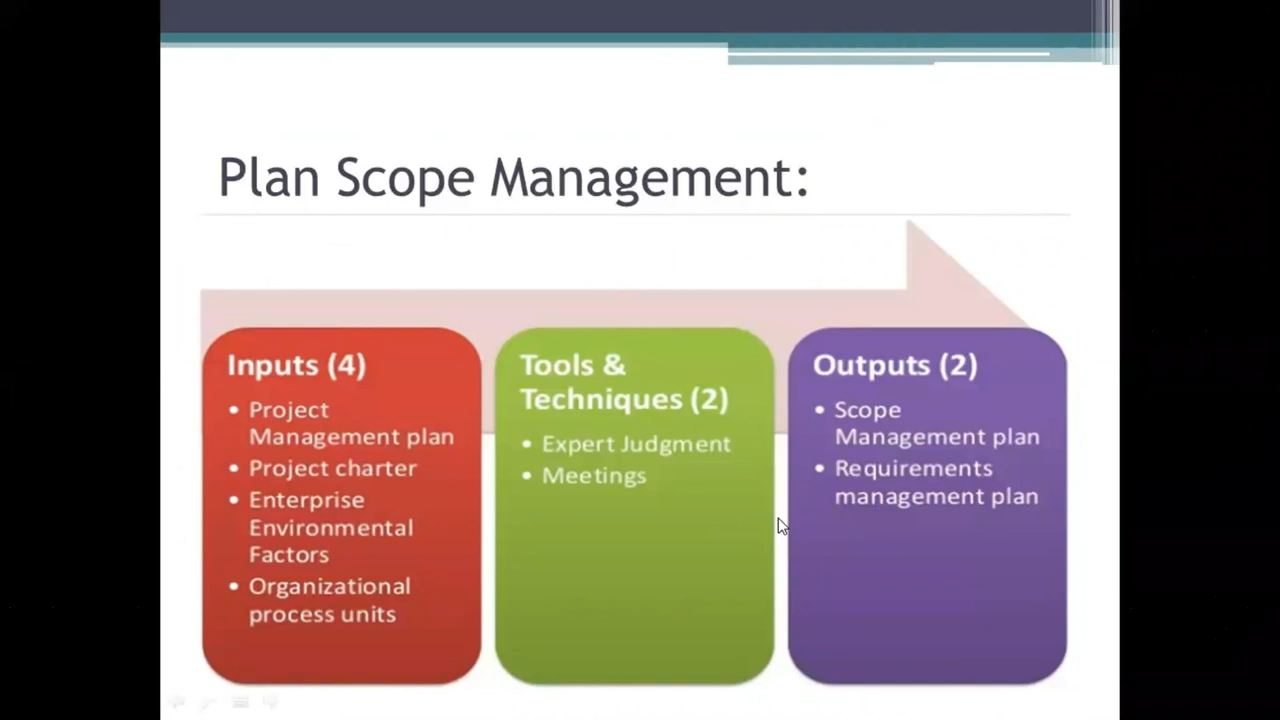 Plan Scope Management:
Inputs (4)
• Project
Management plan
• Project charter
• Enterprise
Environmental
Factors
• Organizational
process units
Tools &
Techniques (2)
• Expert Judgment
• Meetings
Outputs (2)
• Scope
Management plan
• Requirements
management plan